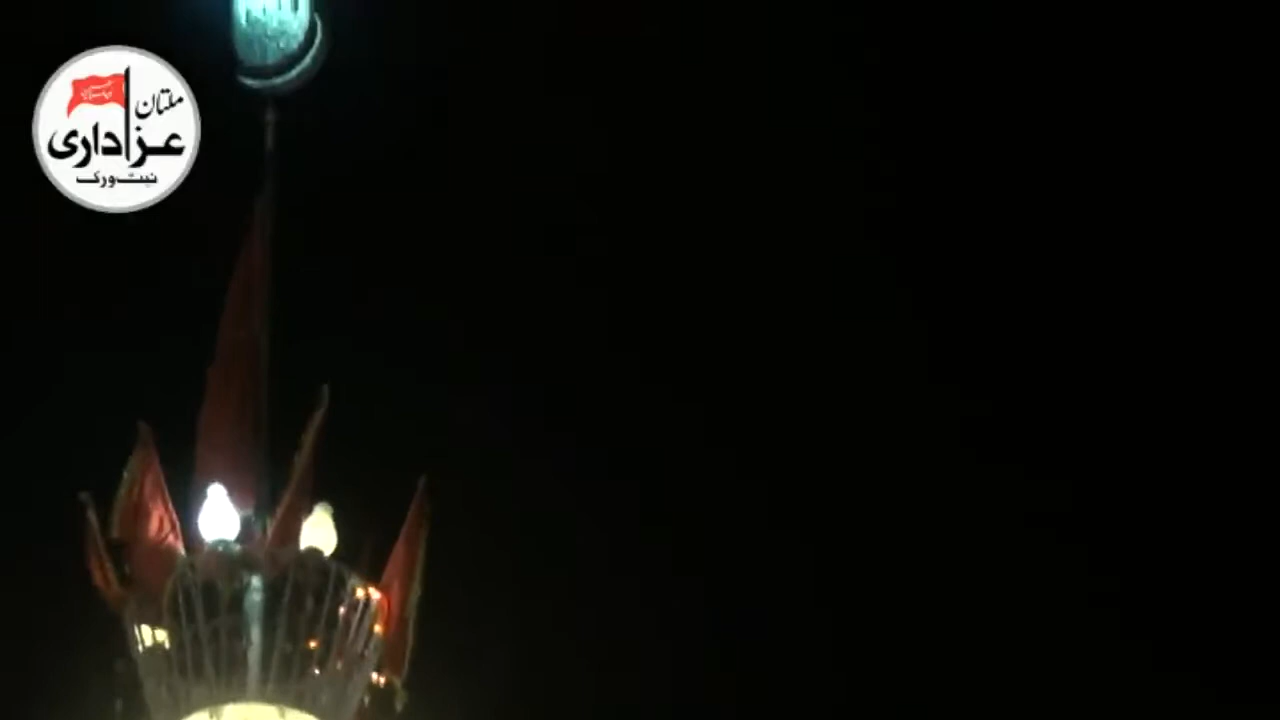 ملتان
عزاداری
نیٹ ورک